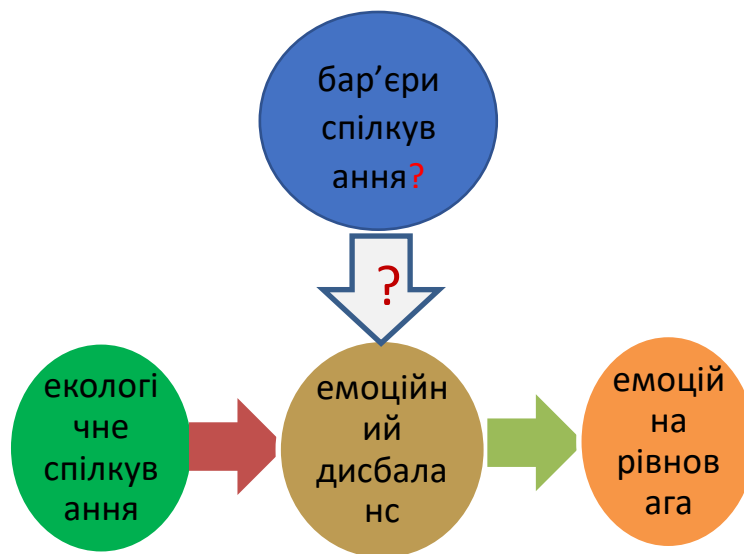 бар’єри
спілкув
ання?
?
екологі
чне
спілкув
ання
емоційн
ий
дисбала
нс
емоцій
на
рівнов
ага